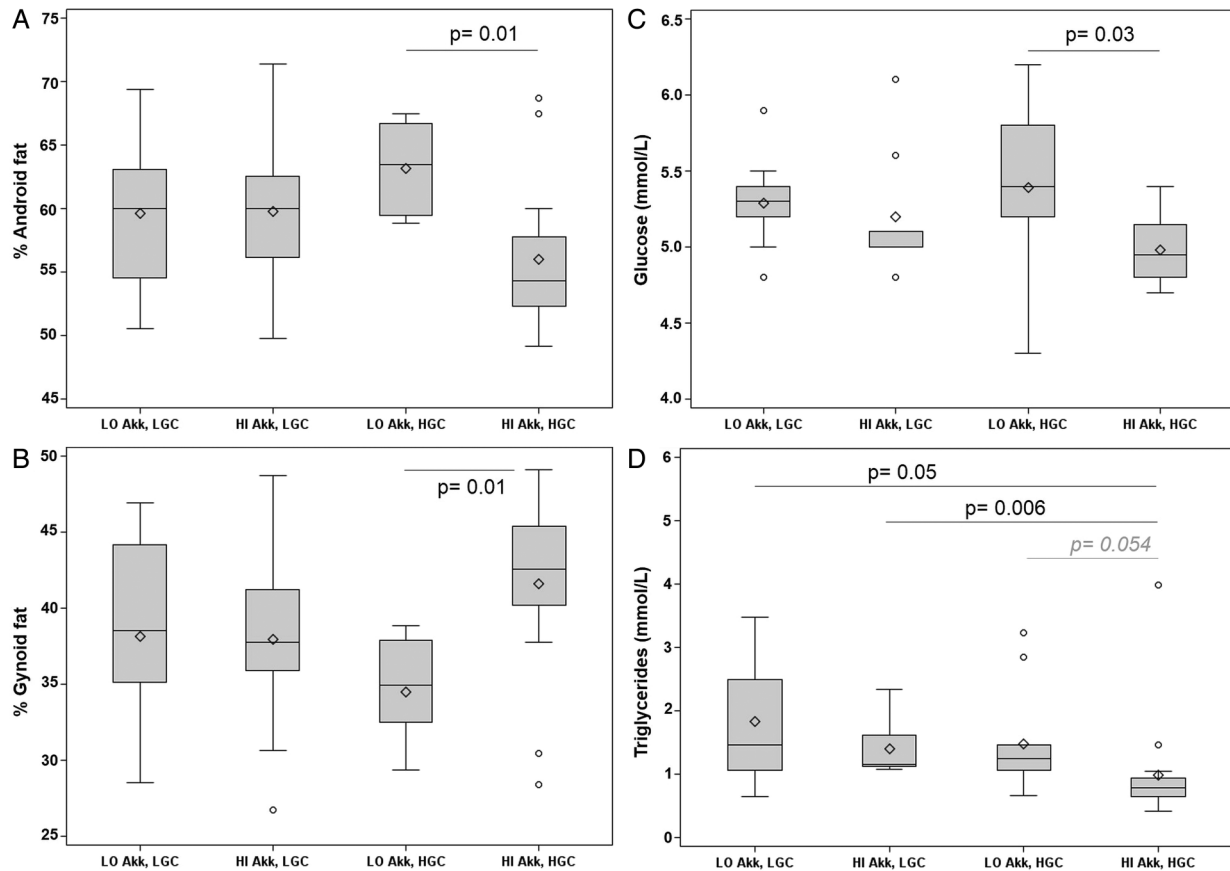 A
% Android fat
75
70
65
60
55
50
45
p= 0.01
LO Akk, LGC
HI Akk, LGC
LO Akk, HGC
HI Akk, HGC
B
% Gynoid fat
50
45
40
35
30
25
p= 0.01
LO Akk, LGC
HI Akk, LGC
LO Akk, HGC
HI Akk, HGC
C
Glucose (mmol/L)
6.5
6.0
5.5
5.0
4.5
4.0
p= 0.03
LO Akk, LGC
HI Akk, LGC
LO Akk, HGC
HI Akk, HGC
D
Triglycerides (mmol/L)
6
5
4
3
2
1
0
p= 0.05
p= 0.006
p= 0.054
LO Akk, LGC
HI Akk, LGC
LO Akk, HGC
HI Akk, HGC